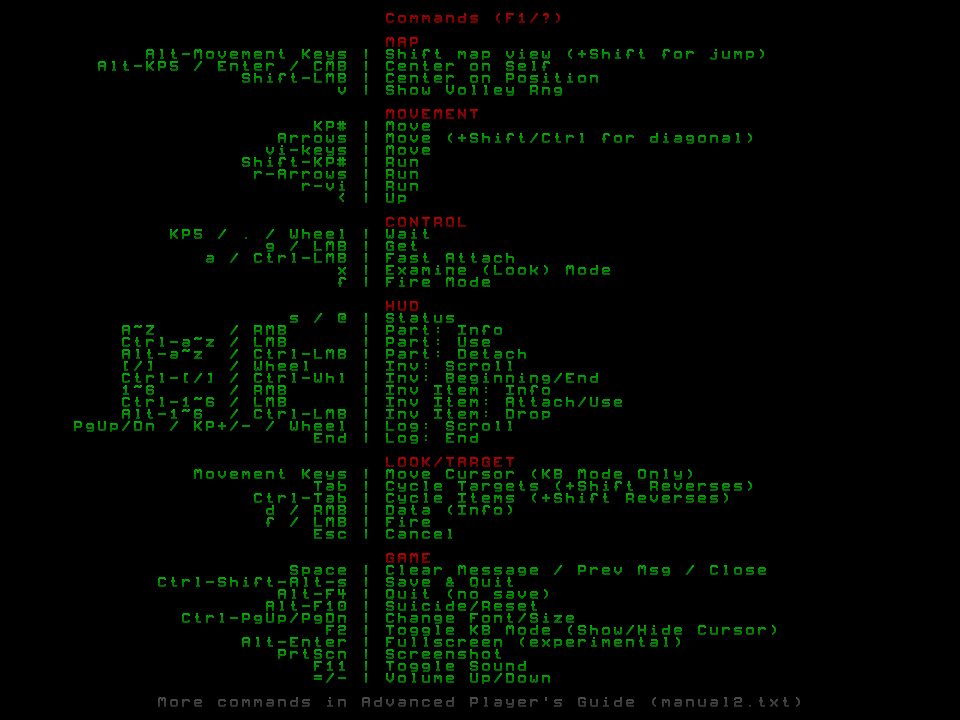 Commands (F1/?)
MAP
Alt-Movement Keys | Shift map view (+Shift for jump)
Alt-KP5 / Enter / CMB | Center on Self
Shift-LMB | Center on Position
v | Show Volley Rng
MOVEMENT
KP# | Move
Arrows | Move (+Shift/Ctrl for diagonal)
vi-keys | Move
Shift-KP# | Run
r-Arrows | Run
r-vi | Run
< | Up
CONTROL
KP5 / . / Wheel | Wait
g / LMB | Get
a / Ctrl-LMB | Fast Attach
x | Examine (Look) Mode
f | Fire Mode
HUD
s / @ | Status
A~Z / RMB | Part: Info
Ctrl-a~z / LMB | Part: Use
Alt-a~z / Ctrl-LMB | Part: Detach
[/] / Wheel | Inv: Scroll
Ctrl-[/] / Ctrl-Whl | Inv: Beginning/End
1~6 / RMB | Inv Item: Info
Ctrl-1~6 / LMB | Inv Item: Attach/Use
Alt-1~6 / Ctrl-LMB | Inv Item: Drop
PgUp/Dn / KP+/- / Wheel | Log: Scroll
End | Log: End
LOOK/TARGET
Movement Keys | Move Cursor (KB Mode Only)
Tab | Cycle Targets (+Shift Reverses)
Ctrl-Tab | Cycle Items (+Shift Reverses)
d / RMB | Data (Info)
f / LMB | Fire
Esc | Cancel
GAME
Space | Clear Message / Prev Msg / Close
Ctrl-Shift-Alt-s | Save & Quit
Alt-F4 | Quit (no save)
Alt-F10 | Suicide/Reset
Ctrl-PgUp/PgDn | Change Font/Size
F2 | Toggle KB Mode (Show/Hide Cursor)
Alt-Enter | Fullscreen (experimental)
PrtScn | Screenshot
F11 | Toggle Sound
=/- | Volume Up/Down
More commands in Advanced Player's Guide (manual2.txt)